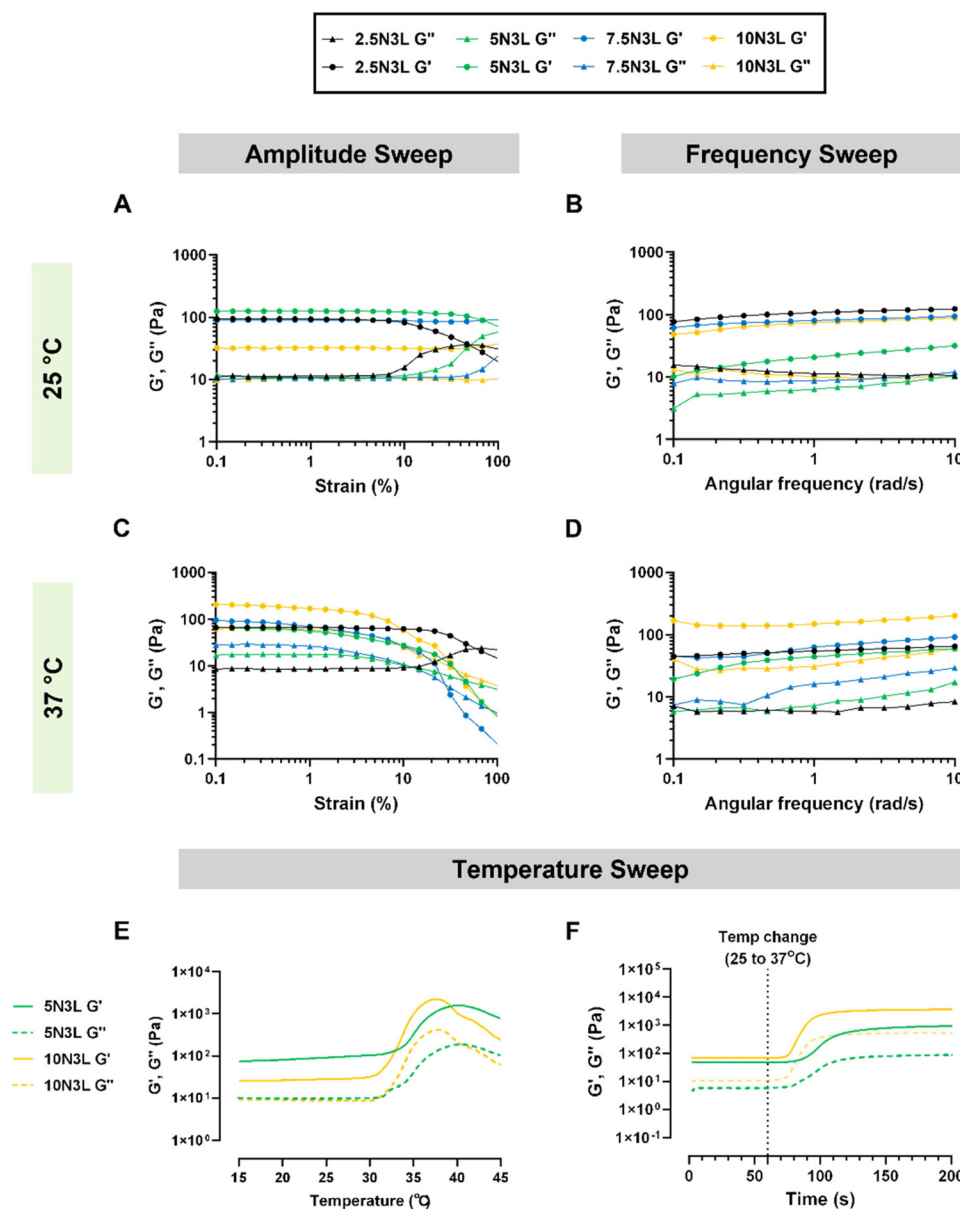 2.5N3L G" 5N3L G" 7.5N3L G' 10N3L G'
2.5N3L G' 5N3L G' 7.5N3L G" 10N3L G"
Amplitude Sweep Frequency Sweep
A B
25 °C
G', G" (Pa)
1000
100
10
1
0.1 1 10 100
Strain (%)
G', G" (Pa)
1000
100
10
1
0.1 1 10
Angular frequency (rad/s)
C D
37 °C
G', G" (Pa)
1000
100
10
1
0.1
0.1 1 10 100
Strain (%)
G', G" (Pa)
1000
100
10
1
0.1 1 10
Angular frequency (rad/s)
Temperature Sweep
E F
5N3L G'
5N3L G"
10N3L G'
10N3L G"
G', G" (Pa)
1×10⁴
1×10³
1×10²
1×10¹
1×10⁰
15 20 25 30 35 40 45
Temperature (°C)
Temp change
(25 to 37°C)
G', G" (Pa)
1×10⁵
1×10⁴
1×10³
1×10²
1×10¹
1×10⁰
1×10⁻¹
0 50 100 150 200
Time (s)